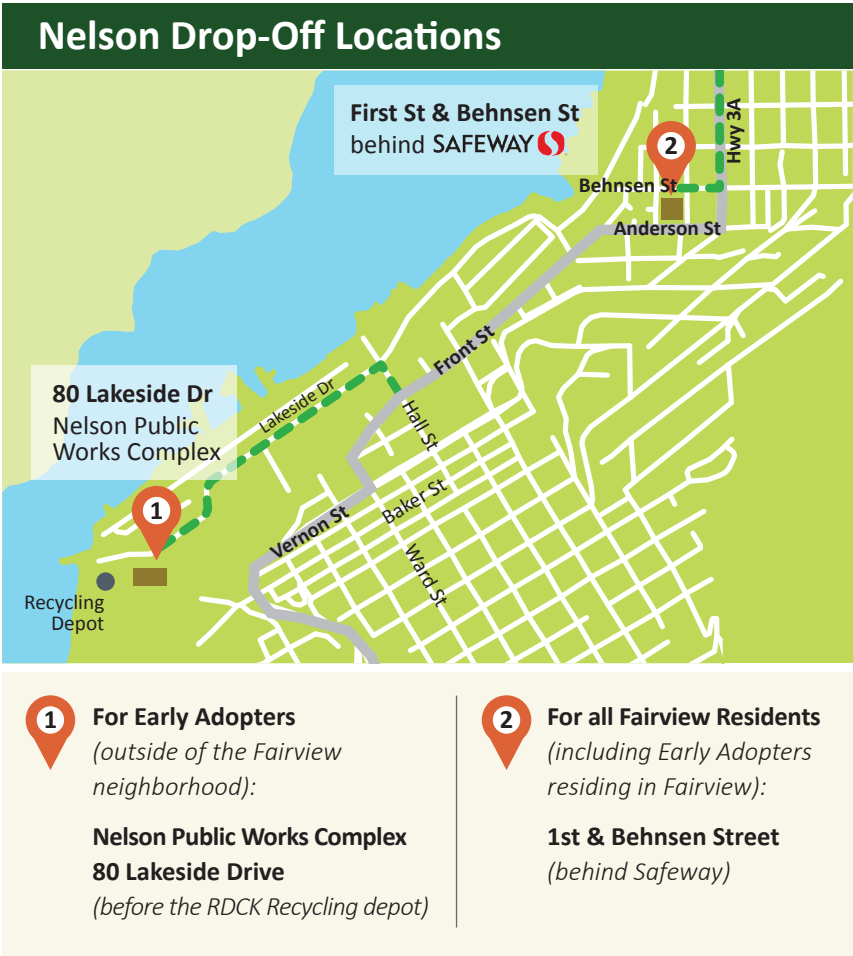 Nelson Drop-Off Locations
First St & Behnsen St
behind SAFEWAY
2
Hwy 3A
Behnsen St
Anderson St
Front St
80 Lakeside Dr
Nelson Public
Works Complex
Lakeside Dr
Hall St
1
Baker St
Vernon St
Ward St
Recycling
Depot
1
For Early Adopters
(outside of the Fairview
neighborhood):
Nelson Public Works Complex
80 Lakeside Drive
(before the RDCK Recycling depot)
2
For all Fairview Residents
(including Early Adopters
residing in Fairview):
1st & Behnsen Street
(behind Safeway)